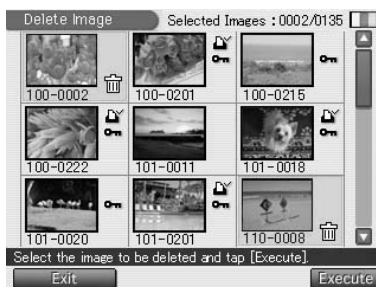 Delete Image
Selected Images : 0002/0135
100-0002
100-0201
100-0215
100-0222
101-0011
101-0018
101-0020
101-0201
110-0008
Select the image to be deleted and tap [Execute].
Exit
Execute